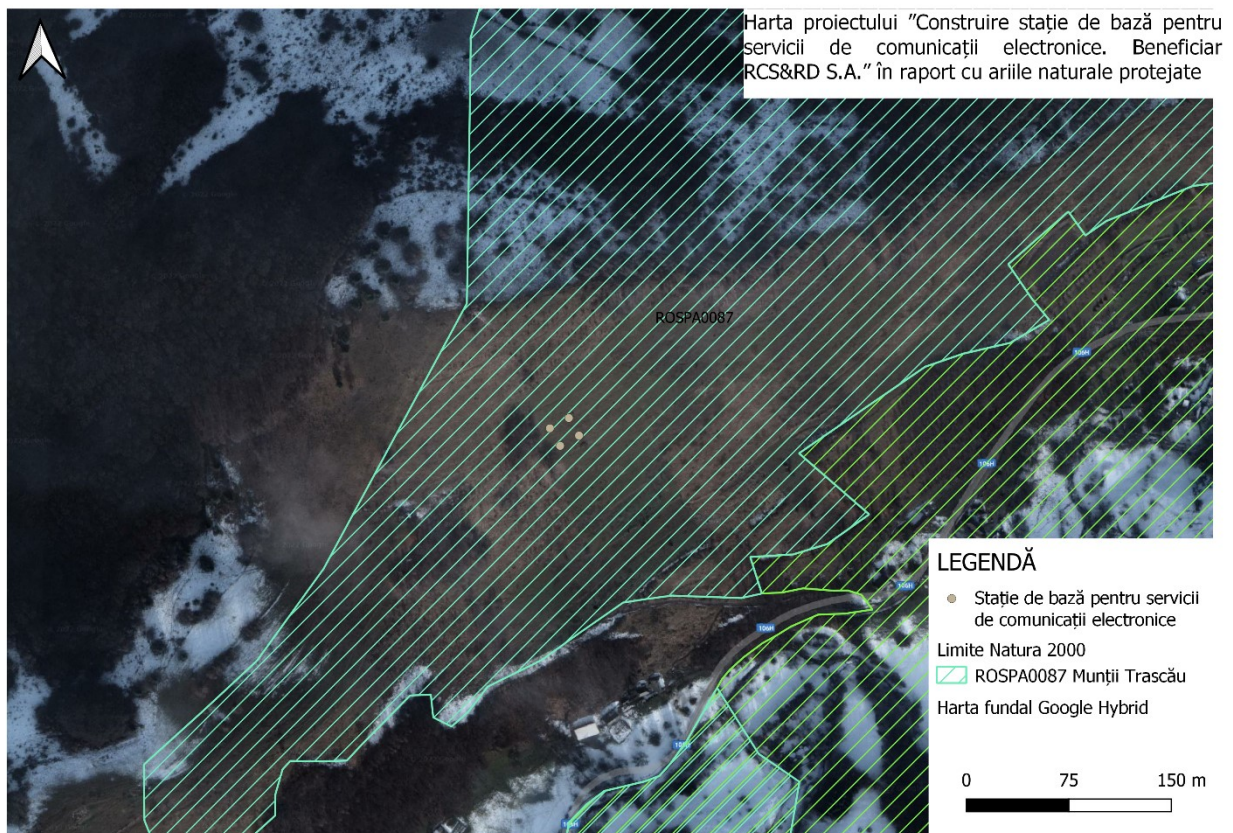 Harta proiectului ”Construire stație de bază pentru
servicii de comunicații electronice. Beneficiar
RCS&RD S.A.” în raport cu ariile naturale protejate
ROSPA0087
106H
106H
106H
106H
LEGENDĂ
Stație de bază pentru servicii
de comunicații electronice
Limite Natura 2000
ROSPA0087 Munții Trascău
Harta fundal Google Hybrid
0 75 150 m